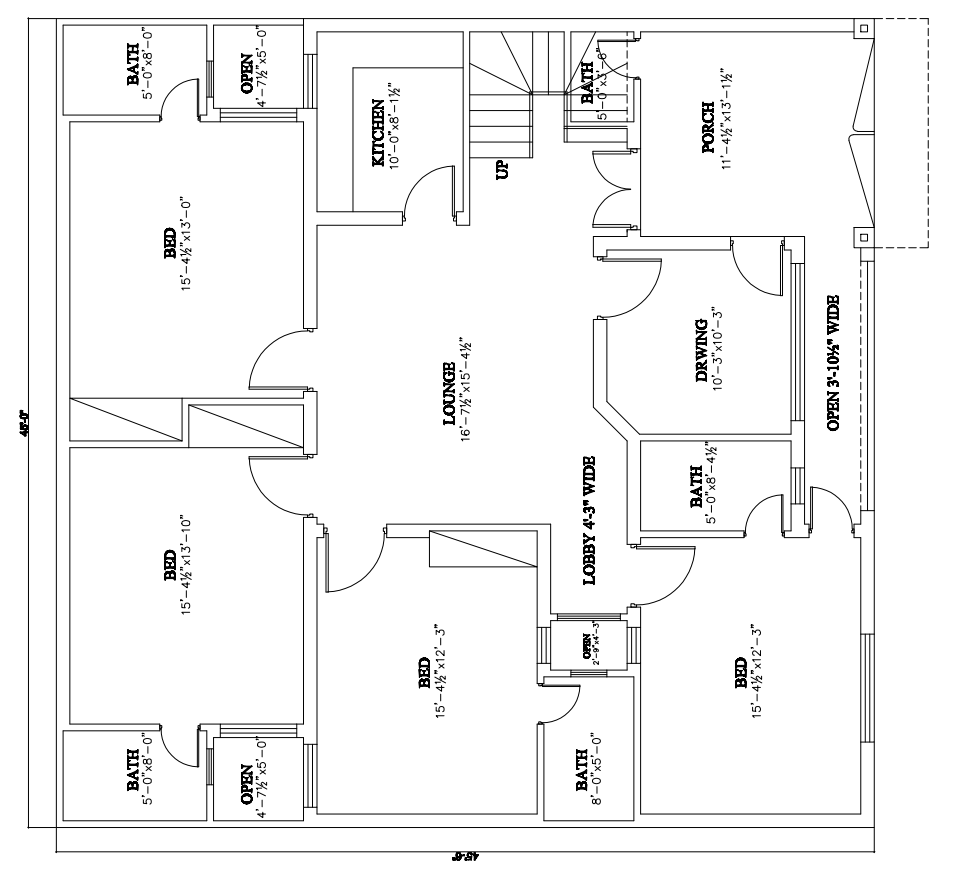 BATH
5'-0"x8'-0"
OPEN
4'-7½"x5'-0"
KITCHEN
10'-0"x8'-1½"
UP
BATH
5'-0"x3'-6"
PORCH
11'-4½"x13'-1½"
BED
15'-4½"x13'-0"
LOUNGE
16'-7½"x15'-4½"
DRWING
10'-3"x10'-3"
OPEN 3'-10½" WIDE
BATH
5'-0"x8'-4½"
LOBBY 4'-3" WIDE
BED
15'-4½"x13'-10"
BED
15'-4½"x12'-3"
OPEN
2'-9"x4'-3"
BED
15'-4½"x12'-3"
BATH
5'-0"x8'-0"
OPEN
4'-7½"x5'-0"
BATH
8'-0"x5'-0"
45'-6"